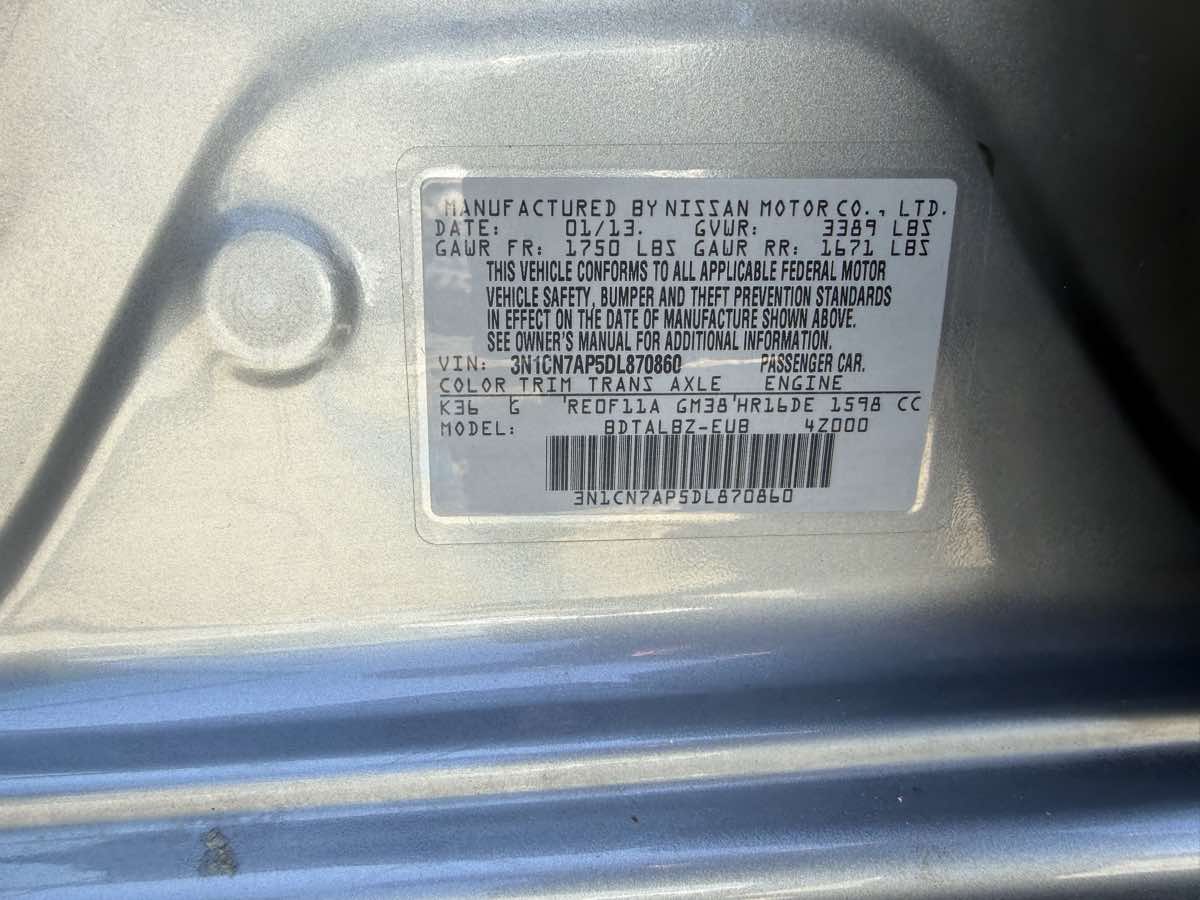 MANUFACTURED BY NISSAN MOTOR CO., LTD.
DATE: 01/13. GVWR: 3389 LBS
GAWR FR: 1750 LBS GAWR RR: 1671 LBS
THIS VEHICLE CONFORMS TO ALL APPLICABLE FEDERAL MOTOR
VEHICLE SAFETY, BUMPER AND THEFT PREVENTION STANDARDS
IN EFFECT ON THE DATE OF MANUFACTURE SHOWN ABOVE.
SEE OWNER'S MANUAL FOR ADDITIONAL INFORMATION.
VIN: 3N1CN7AP5DL870860 PASSENGER CAR.
COLOR TRIM TRANS AXLE ENGINE
K36 G RE0F11A GM38 HR16DE 1598 CC
MODEL: BDTALBZ-EUB 4Z000
3N1CN7AP5DL870860